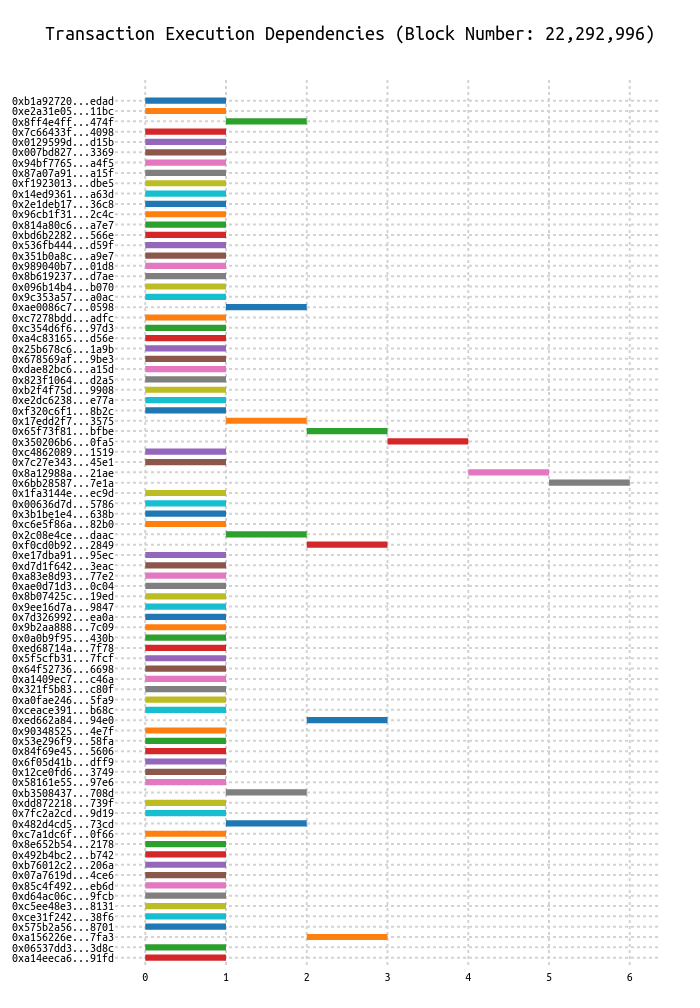 Transaction Execution Dependencies (Block Number: 22,292,996)
0xb1a92720...edad
0xe2a31e05...11bc
0x8ff4e4ff...474f
0x7c66433f...4098
0x0129599d...d15b
0x007bd827...3369
0x94bf7765...a4f5
0x87a07a91...a15f
0xf1923013...dbe5
0x14ed9361...a63d
0x2e1deb17...36c8
0x96cb1f31...2c4c
0x814a80c6...a7e7
0xbd6b2282...566e
0x536fb444...d59f
0x351b0a8c...a9e7
0x989040b7...01d8
0x8b619237...d7ae
0x096b14b4...b070
0x9c353a57...a0ac
0xae0086c7...0598
0xc7278bdd...adfc
0xc354d6f6...97d3
0xa4c83165...d56e
0x25b678c6...1a9b
0x678569af...9be3
0xdae82bc6...a15d
0x823f1064...d2a5
0xb2f4f75d...9908
0xe2dc6238...e77a
0xf320c6f1...8b2c
0x17edd2f7...3575
0x65f73f81...bfbe
0x350206b6...0fa5
0xc4862089...1519
0x7c27e343...45e1
0x8a12988a...21ae
0x6bb28587...7e1a
0x1fa3144e...ec9d
0x00636d7d...5786
0x3b1be1e4...638b
0xc6e5f86a...82b0
0x2c08e4ce...daac
0xf0cd0b92...2849
0xe17dba91...95ec
0xd7d1f642...3eac
0xa83e8d93...77e2
0xae0d71d3...0c04
0x8b07425c...19ed
0x9ee16d7a...9847
0x7d326992...ea0a
0x9b2aa888...7c09
0x0a0b9f95...430b
0xed68714a...7f78
0x5f5cfb31...7fcf
0x64f52736...6698
0xa1409ec7...c46a
0x321f5b83...c80f
0xa0fae246...5fa9
0xceace391...b68c
0xed662a84...94e0
0x90348525...4e7f
0x53e296f9...58fa
0x84f69e45...5606
0x6f05d41b...dff9
0x12ce0fd6...3749
0x58161e55...97e6
0xb3508437...708d
0xdd872218...739f
0x7fc2a2cd...9d19
0x482d4cd5...73cd
0xc7a1dc6f...0f66
0x8e652b54...2178
0x492b4bc2...b742
0xb76012c2...206a
0x07a7619d...4ce6
0x85c4f492...eb6d
0xd64ac06c...9fcb
0xc5ee48e3...8131
0xce31f242...38f6
0x575b2a56...8701
0xa156226e...7fa3
0x06537dd3...3d8c
0xa14eeca6...91fd
0 1 2 3 4 5 6